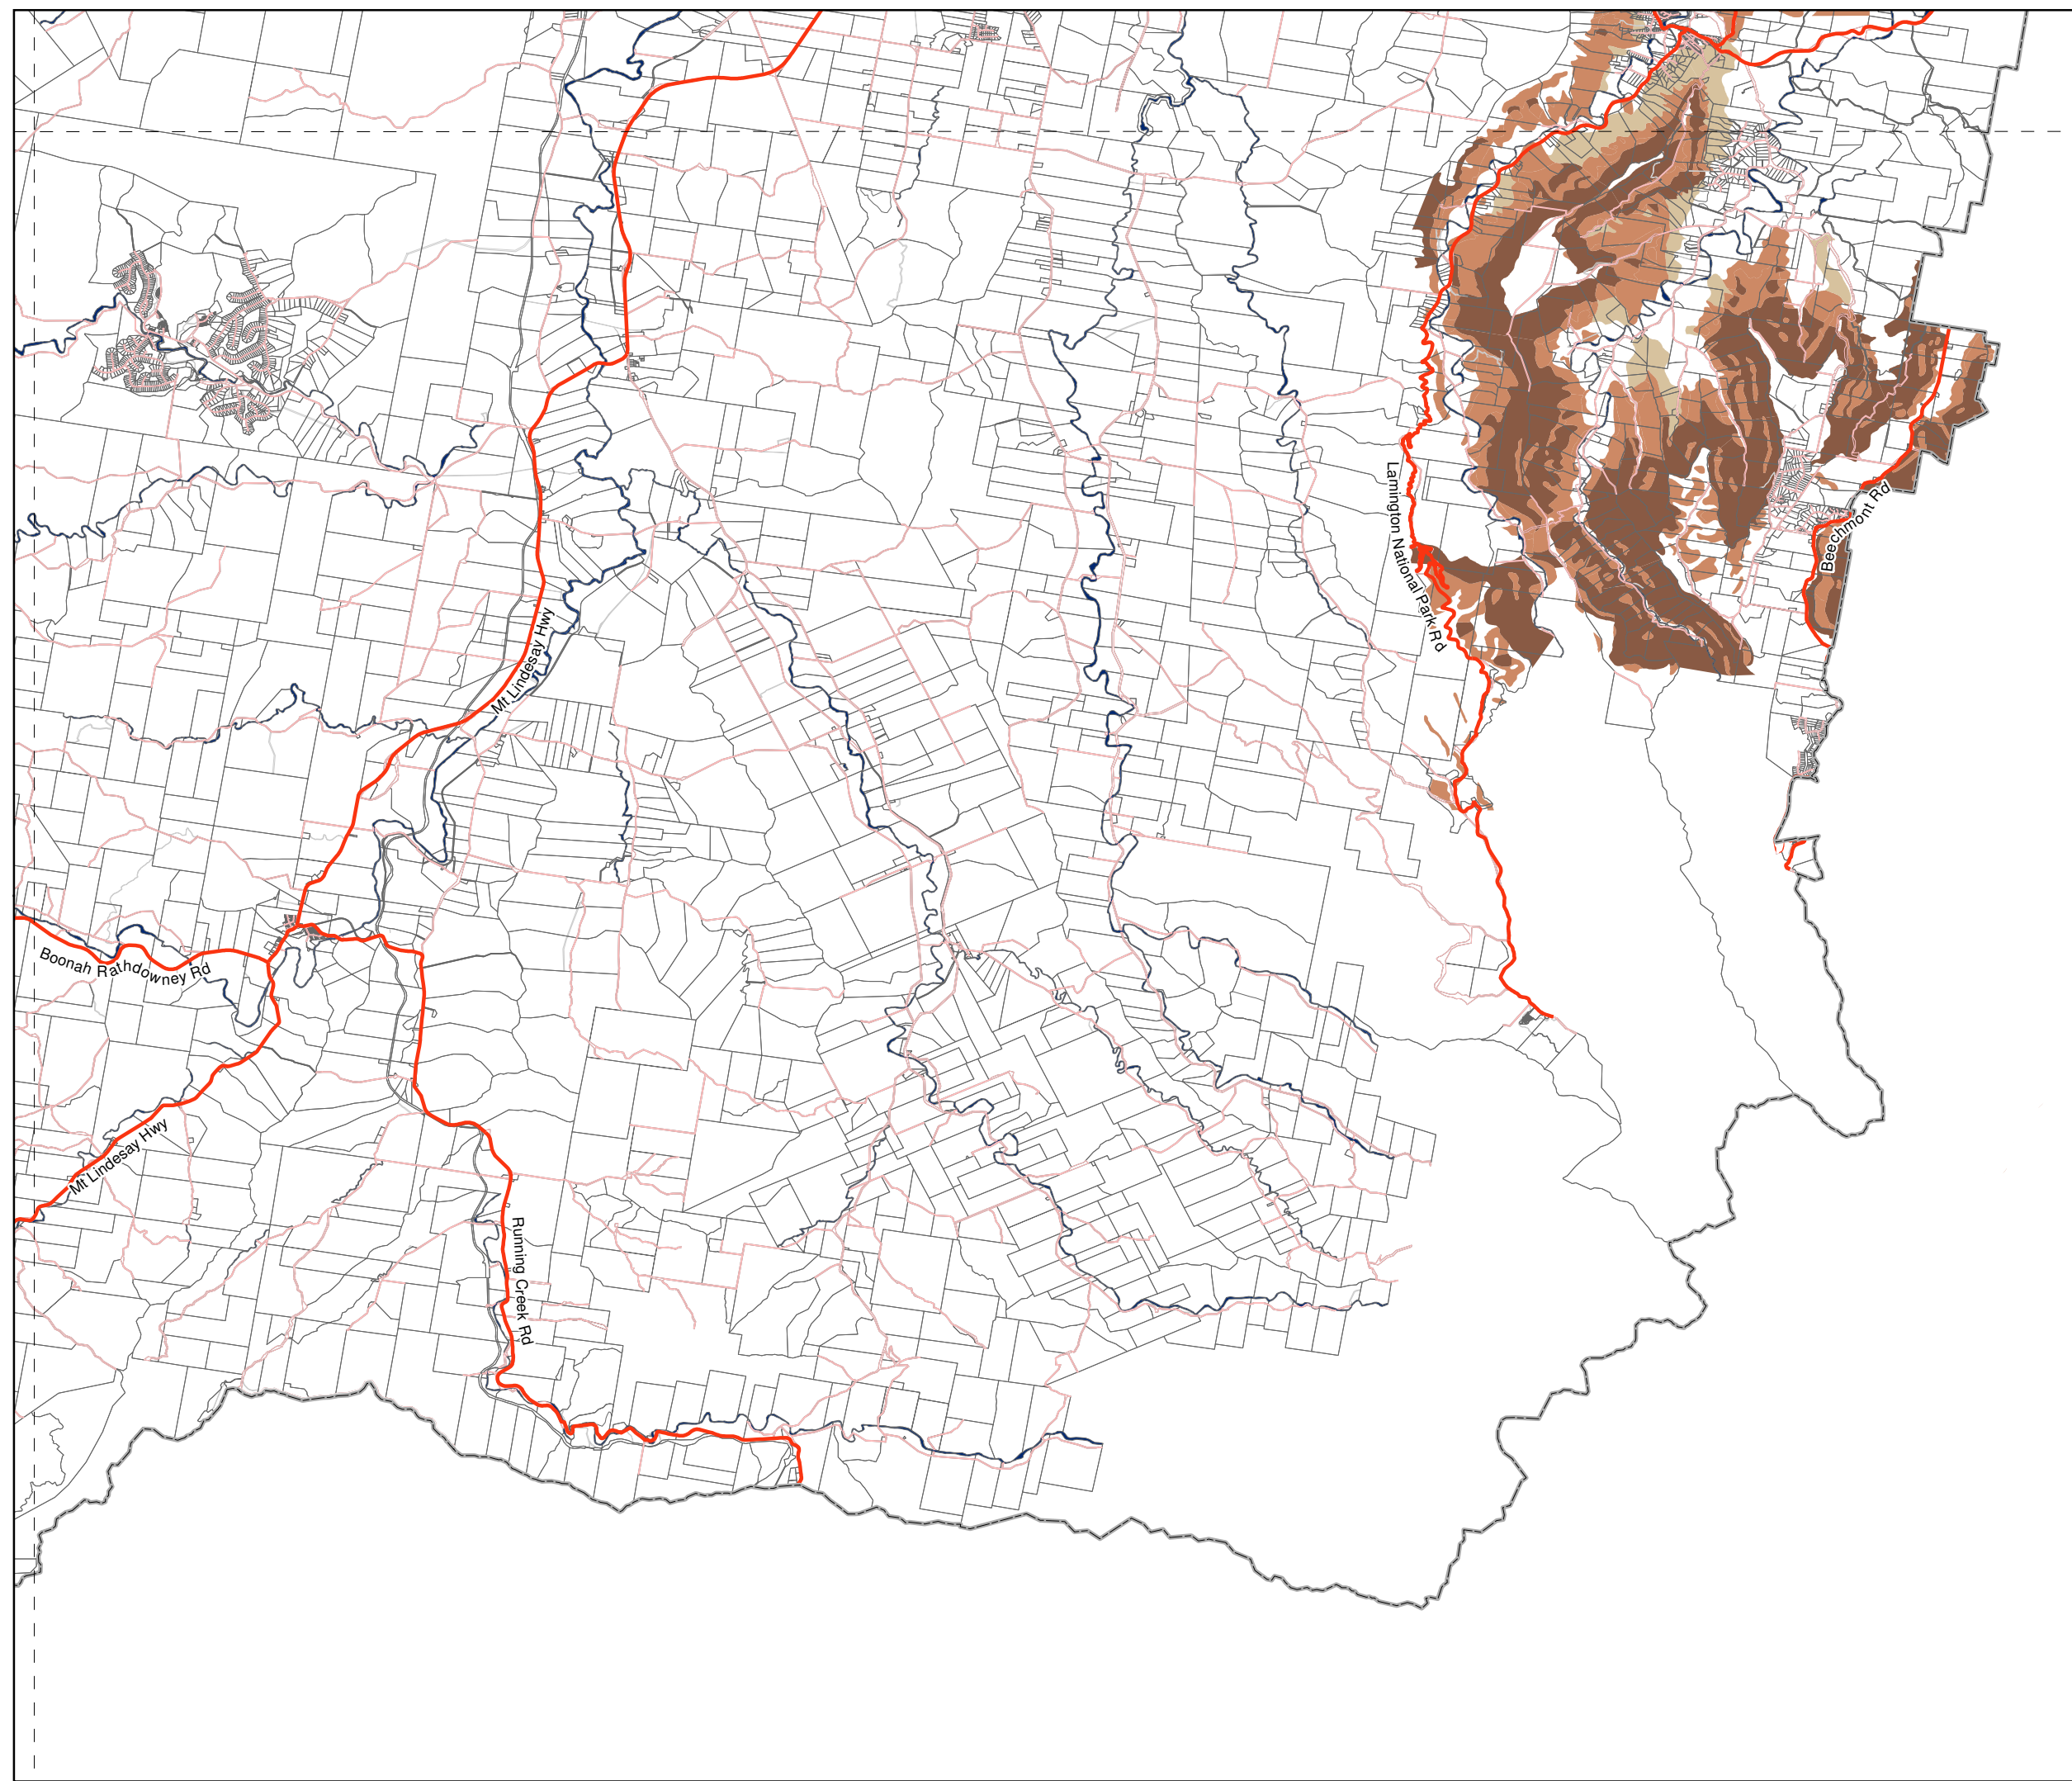 Lamington National Park Rd
Beechmont Rd
Mt Lindesay Hwy
Boonah Rathdowney Rd
Mt Lindesay Hwy
Running Creek Rd